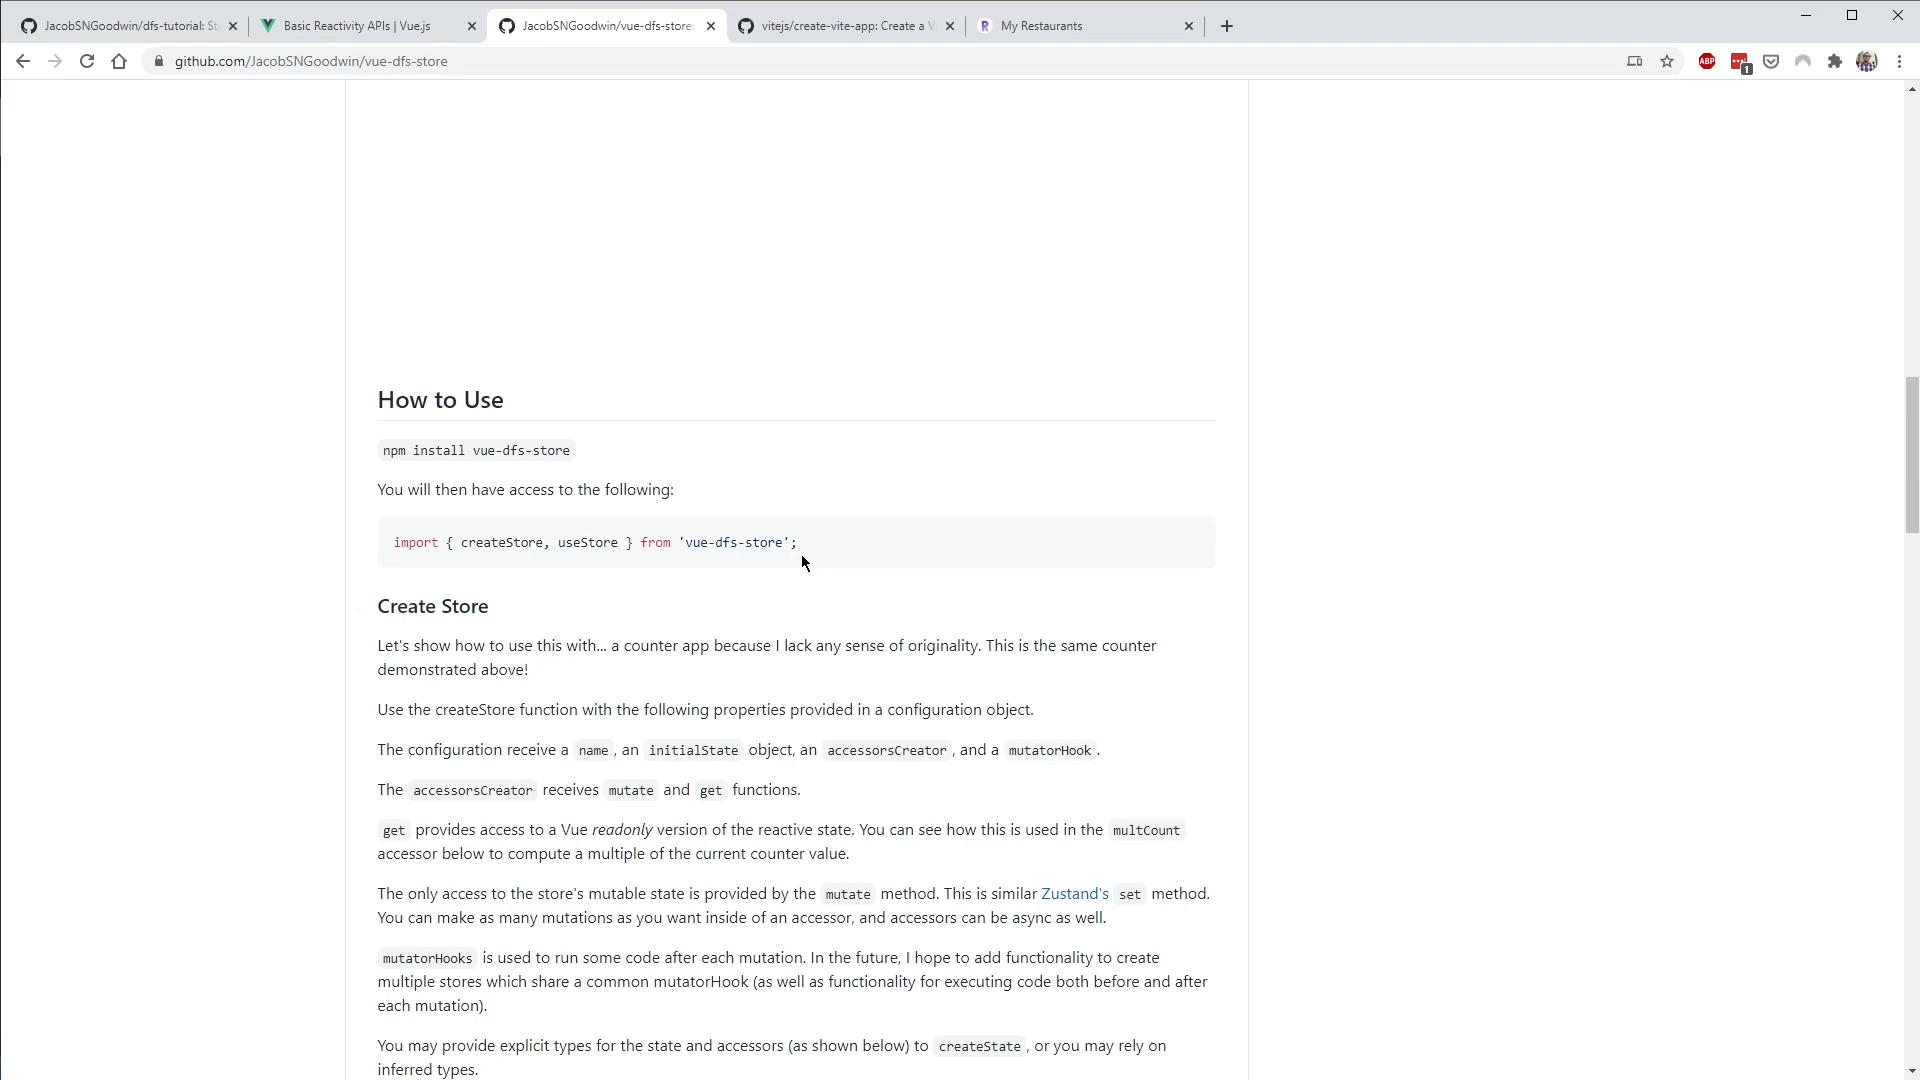 JacobSNGoodwin/dfs-tutorial: St
Basic Reactivity APIs | Vue.js
JacobSNGoodwin/vue-dfs-store:
vitejs/create-vite-app: Create a V
R
My Restaurants
github.com/JacobSNGoodwin/vue-dfs-store
ABP
1
How to Use
npm install vue-dfs-store
You will then have access to the following:
import { createStore, useStore } from 'vue-dfs-store';
Create Store
Let's show how to use this with... a counter app because I lack any sense of originality. This is the same counter
demonstrated above!
Use the createStore function with the following properties provided in a configuration object.
The configuration receive a name, an initialState object, an accessorsCreator, and a mutatorHook.
The accessorsCreator receives mutate and get functions.
get provides access to a Vue readonly version of the reactive state. You can see how this is used in the multCount
accessor below to compute a multiple of the current counter value.
The only access to the store's mutable state is provided by the mutate method. This is similar Zustand's set method.
You can make as many mutations as you want inside of an accessor, and accessors can be async as well.
mutatorHooks is used to run some code after each mutation. In the future, I hope to add functionality to create
multiple stores which share a common mutatorHook (as well as functionality for executing code both before and after
each mutation).
You may provide explicit types for the state and accessors (as shown below) to createState, or you may rely on
inferred types.